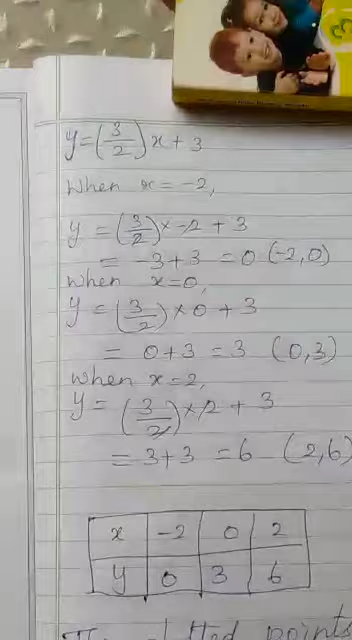 y = (3/2) x + 3
When x = -2,
y = (3/2) × -2 + 3
= -3 + 3 = 0 (-2,0)
when x = 0,
y = (3/2) × 0 + 3
= 0 + 3 = 3 (0,3)
when x = 2,
y = (3/2) × 2 + 3
= 3 + 3 = 6 (2,6)
x -2 0 2
y 0 3 6
points